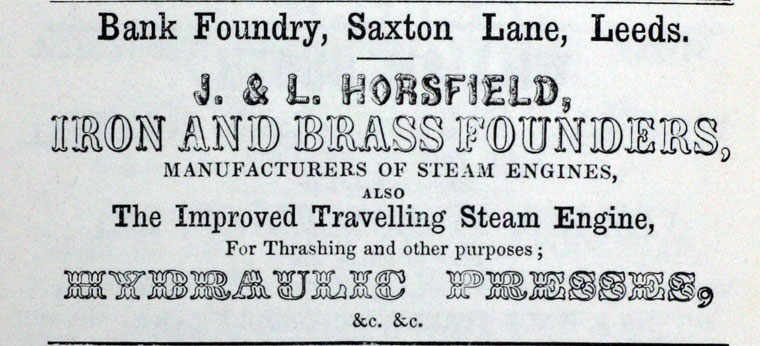 Bank Foundry, Saxton Lane, Leeds.
J. & L. HORSFIELD,
IRON AND BRASS FOUNDERS,
MANUFACTURERS OF STEAM ENGINES,
ALSO
The Improved Travelling Steam Engine,
For Thrashing and other purposes;
HYDRAULIC PRESSES,
&c. &c.